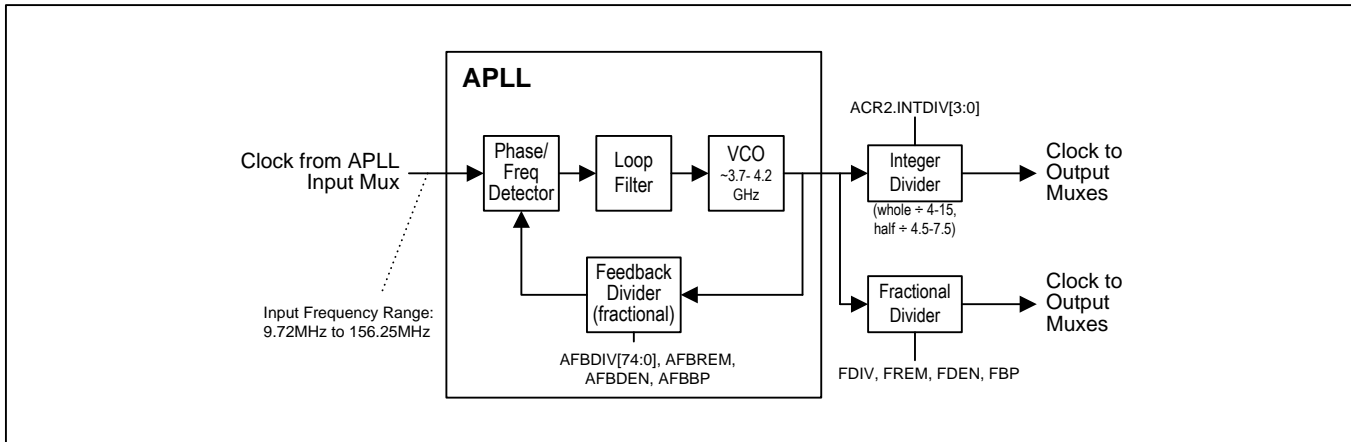 APLL
ACR2.INTDIV[3:0]
Clock from APLL
Input Mux
Phase/
Freq
Detector
Loop
Filter
VCO
~3.7- 4.2
GHz
Integer
Divider
(whole ÷ 4-15,
half ÷ 4.5-7.5)
Clock to
Output
Muxes
Feedback
Divider
(fractional)
Fractional
Divider
Clock to
Output
Muxes
Input Frequency Range:
9.72MHz to 156.25MHz
AFBDIV[74:0], AFBREM,
AFBDEN, AFBBP
FDIV, FREM, FDEN, FBP